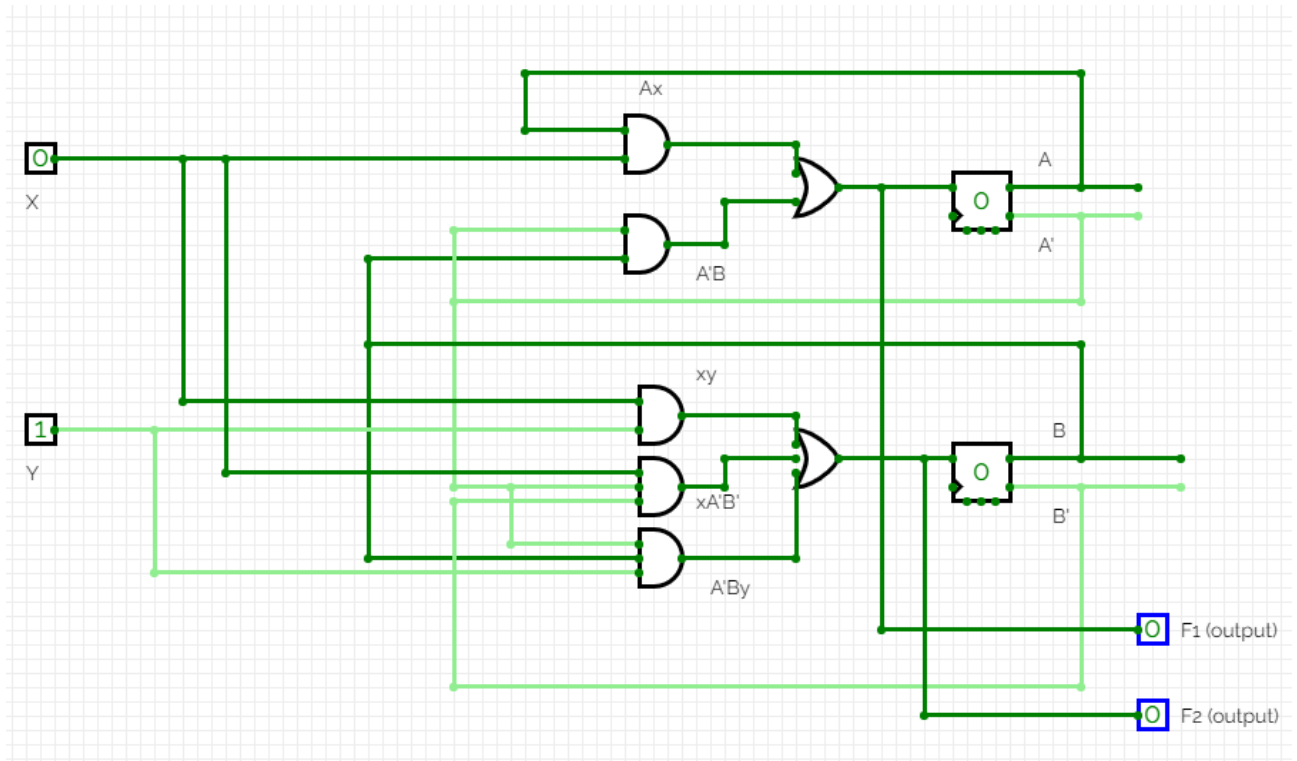 Ax
0
X
A
0
A'
A'B
xy
1
Y
B
0
xA'B'
B'
A'By
0 F1 (output)
0 F2 (output)